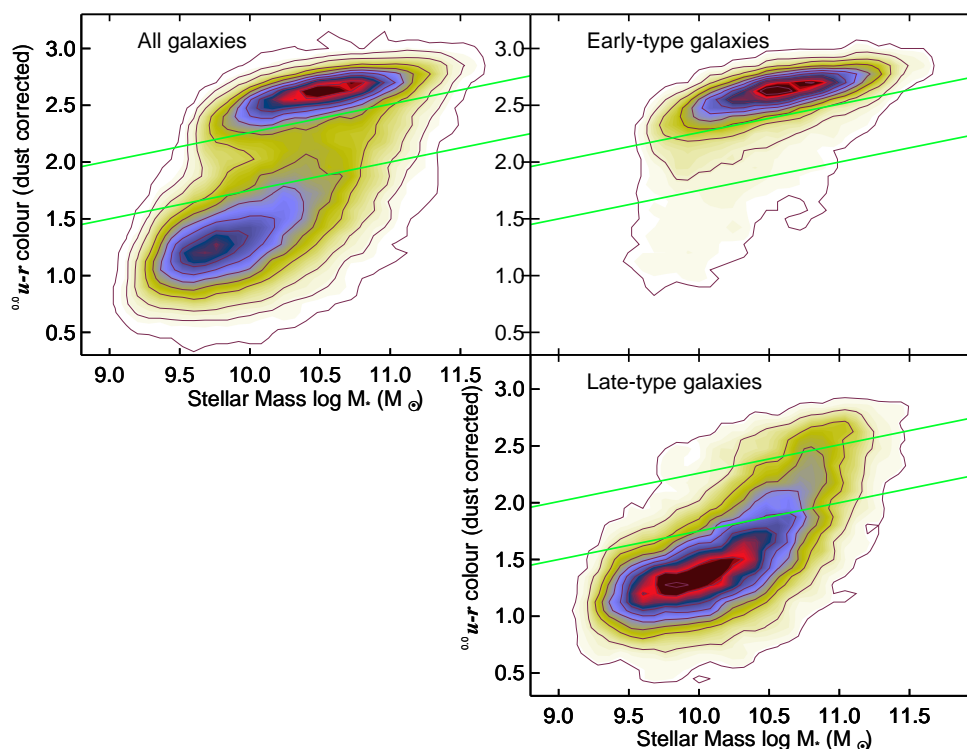 All galaxies
3.0
2.5
2.0
1.5
1.0
0.5
⁰·⁰u-r colour (dust corrected)
9.0 9.5 10.0 10.5 11.0 11.5
Stellar Mass log M* (M☉)
Early-type galaxies
3.0
2.5
2.0
1.5
1.0
0.5
Late-type galaxies
3.0
2.5
2.0
1.5
1.0
0.5
⁰·⁰u-r colour (dust corrected)
9.0 9.5 10.0 10.5 11.0 11.5
Stellar Mass log M* (M☉)